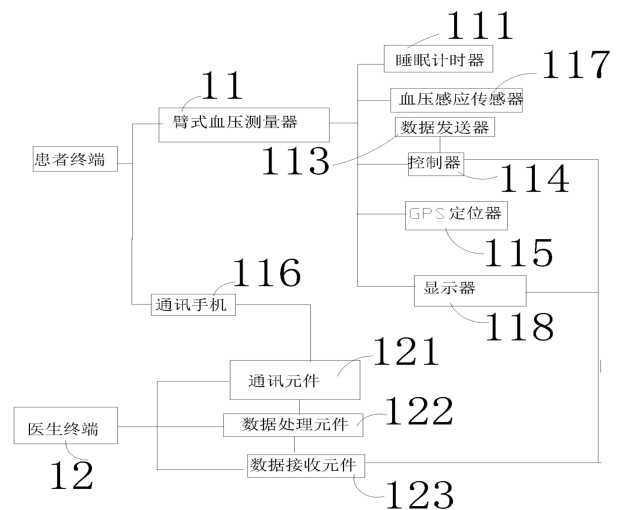 111
睡眠计时器
11
117
臂式血压测量器
血压感应传感器
数据发送器
113
患者终端
控制器
114
GPS定位器
115
116
通讯手机
显示器
118
121
通讯元件
122
医生终端
数据处理元件
12
数据接收元件
123